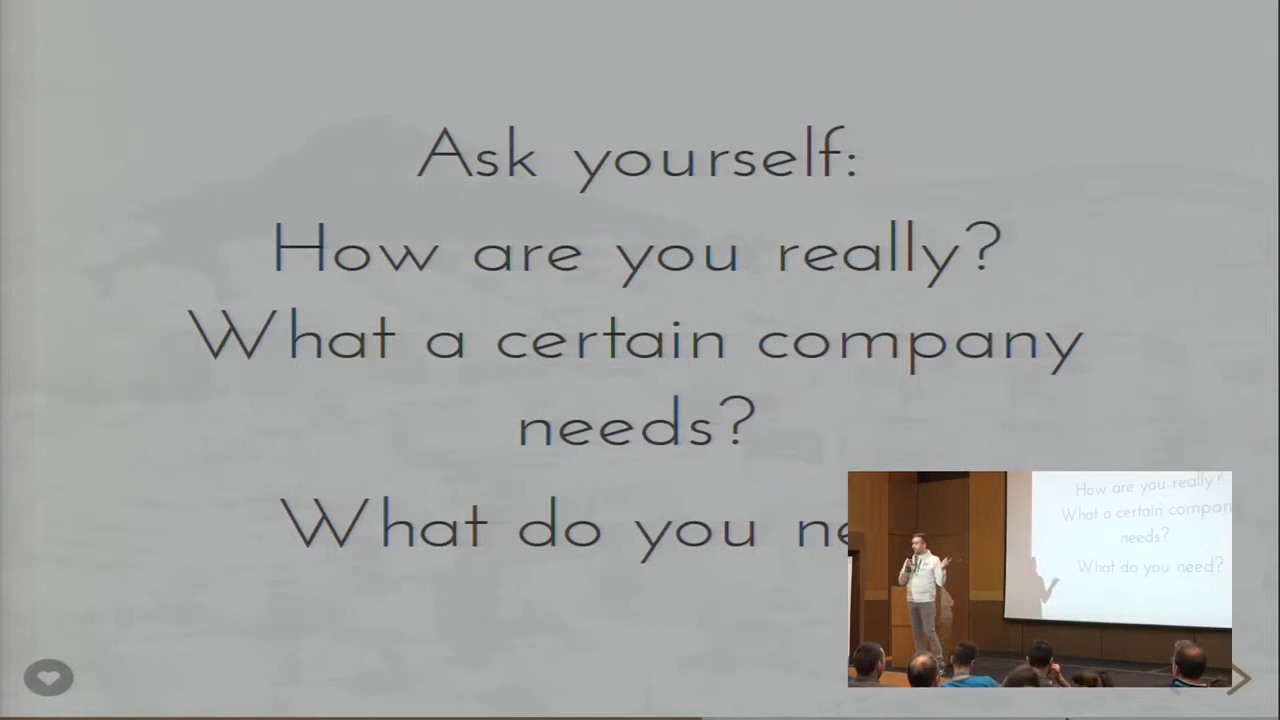 Ask yourself:
How are you really?
What a certain company
needs?
What do you ne
How are you really?
What a certain compan
needs?
What do you need?